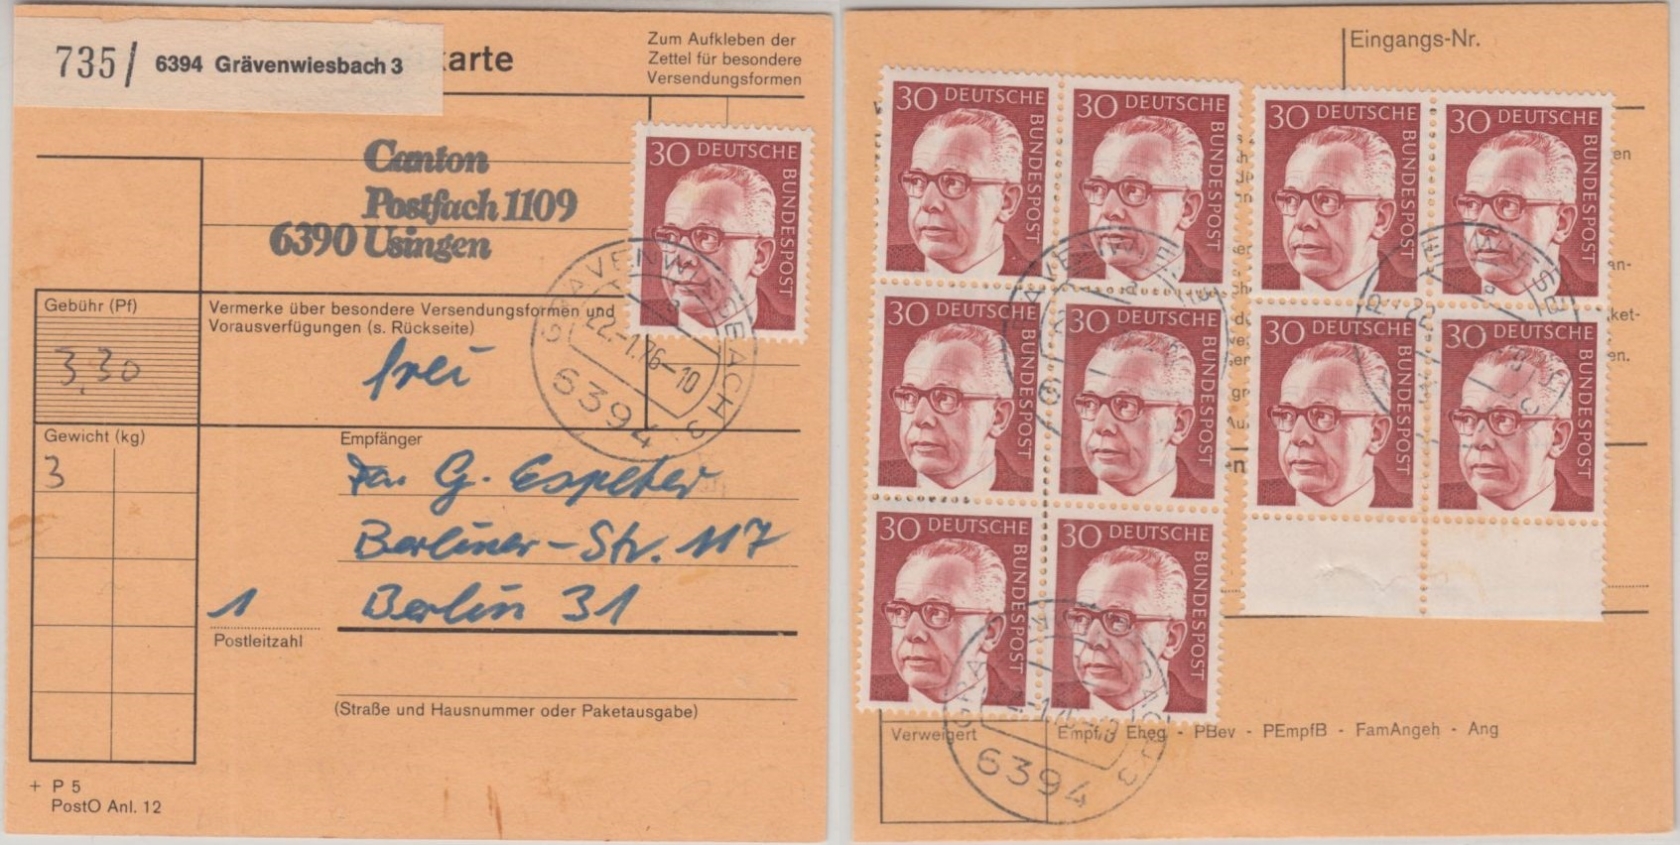 735/ 6394 Grävenwiesbach 3
karte
Zum Aufkleben der
Zettel für besondere
Versendungsformen
Canton
Postfach 1109
6390 Usingen
30 DEUTSCHE BUNDESPOST
GRÄVENWIESBACH 3
22.-1.76-10
6394
Gebühr (Pf)
3,30
Vermerke über besondere Versendungsformen und
Vorausverfügungen (s. Rückseite)
frei
Gewicht (kg)
3
Empfänger
G. Espeter
Berliner-Str. 117
1 Berlin 31
Postleitzahl
(Straße und Hausnummer oder Paketausgabe)
+ P 5
PostO Anl. 12
Eingangs-Nr.
30 DEUTSCHE BUNDESPOST
30 DEUTSCHE BUNDESPOST
30 DEUTSCHE BUNDESPOST
30 DEUTSCHE BUNDESPOST
30 DEUTSCHE BUNDESPOST
30 DEUTSCHE BUNDESPOST
30 DEUTSCHE BUNDESPOST
30 DEUTSCHE BUNDESPOST
30 DEUTSCHE BUNDESPOST
30 DEUTSCHE BUNDESPOST
Verweigert
Empf Eheg - PBev - PEmpfB - FamAngeh - Ang
6394